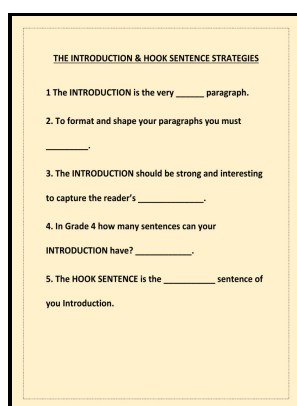 THE INTRODUCTION & HOOK SENTENCE STRATEGIES
1 The INTRODUCTION is the very ______ paragraph.
2. To format and shape your paragraphs you must
_________.
3. The INTRODUCTION should be strong and interesting
to capture the reader's ______________.
4. In Grade 4 how many sentences can your
INTRODUCTION have? ____________.
5. The HOOK SENTENCE is the ___________ sentence of
you Introduction.